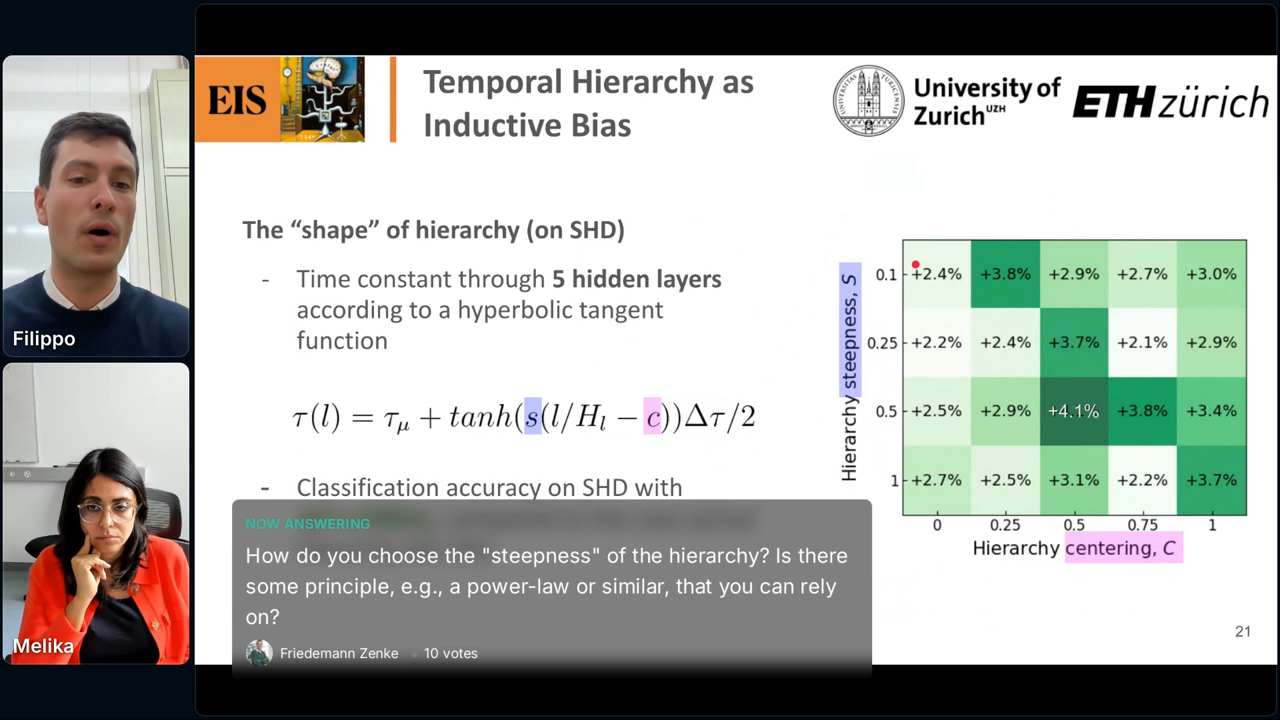 EIS
Temporal Hierarchy as
Inductive Bias
University of
Zurich UZH
ETH zürich
The “shape” of hierarchy (on SHD)
- Time constant through 5 hidden layers
according to a hyperbolic tangent
function
τ(l) = τμ + tanh(s(l/Hl − c))Δτ/2
- Classification accuracy on SHD with
Hierarchy steepness, S
0.1 +2.4% +3.8% +2.9% +2.7% +3.0%
0.25 +2.2% +2.4% +3.7% +2.1% +2.9%
0.5 +2.5% +2.9% +4.1% +3.8% +3.4%
1 +2.7% +2.5% +3.1% +2.2% +3.7%
0 0.25 0.5 0.75 1
Hierarchy centering, C
21
NOW ANSWERING
How do you choose the "steepness" of the hierarchy? Is there
some principle, e.g., a power-law or similar, that you can rely
on?
Friedemann Zenke • 10 votes
Filippo
Melika